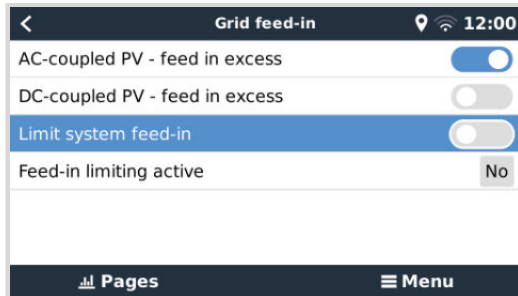 Grid feed-in 12:00
AC-coupled PV - feed in excess
DC-coupled PV - feed in excess
Limit system feed-in
Feed-in limiting active No
Pages Menu